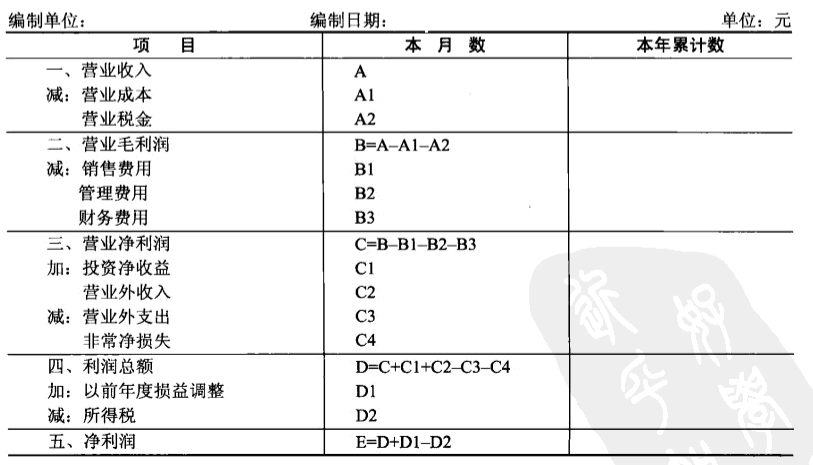 编制单位： 编制日期： 单位：元
项 目 本 月 数 本年累计数
一、营业收入 A
减：营业成本 A1
营业税金 A2
二、营业毛利润 B=A–A1–A2
减：销售费用 B1
管理费用 B2
财务费用 B3
三、营业净利润 C=B–B1–B2–B3
加：投资净收益 C1
营业外收入 C2
减：营业外支出 C3
非常净损失 C4
四、利润总额 D=C+C1+C2–C3–C4
加：以前年度损益调整 D1
减：所得税 D2
五、净利润 E=D+D1–D2